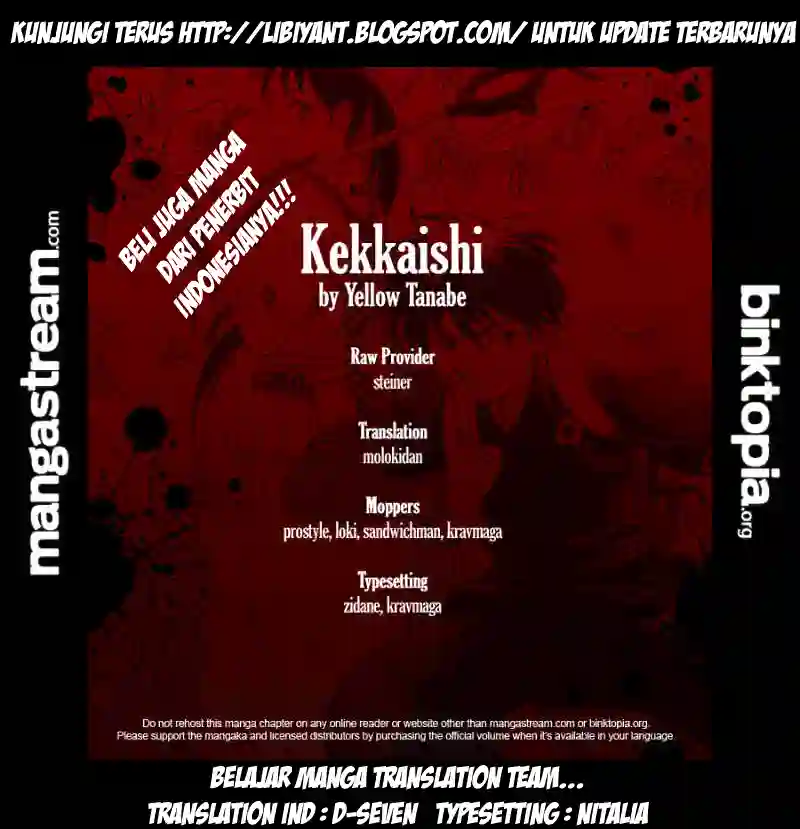 KUNJUNGI TERUS HTTP://LIBIYANT.BLOGSPOT.COM/ UNTUK UPDATE TERBARUNYA
BELI JUGA MANGA
DARI PENERBIT
INDONESIANYA!!!
mangastream.com
Kekkaishi
by Yellow Tanabe
Raw Provider
steiner
Translation
molokidan
Moppers
prostyle, loki, sandwichman, kravmaga
Typesetting
zidane, kravmaga
binktopia.org
Do not rehost this manga chapter on any online reader or website other than mangastream.com or binktopia.org.
Please support the mangaka and licensed distributors by purchasing the official volume when it's available in your language
BELAJAR MANGA TRANSLATION TEAM...
TRANSLATION IND : D-SEVEN TYPESETTING : NITALIA